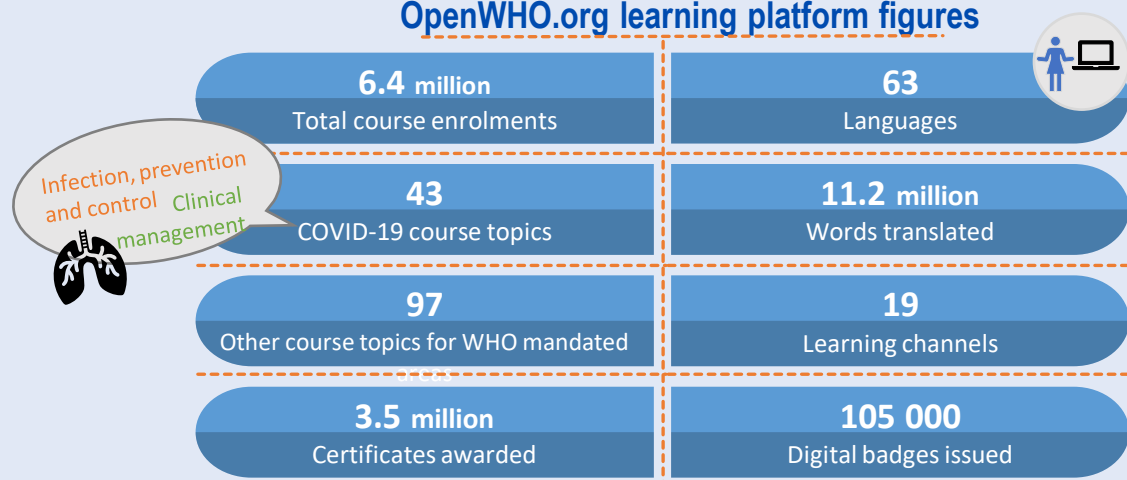 OpenWHO.org learning platform figures
6.4 million
Total course enrolments
63
Languages
Infection, prevention
and control Clinical
management
43
COVID-19 course topics
11.2 million
Words translated
97
Other course topics for WHO mandated
areas
19
Learning channels
3.5 million
Certificates awarded
105 000
Digital badges issued